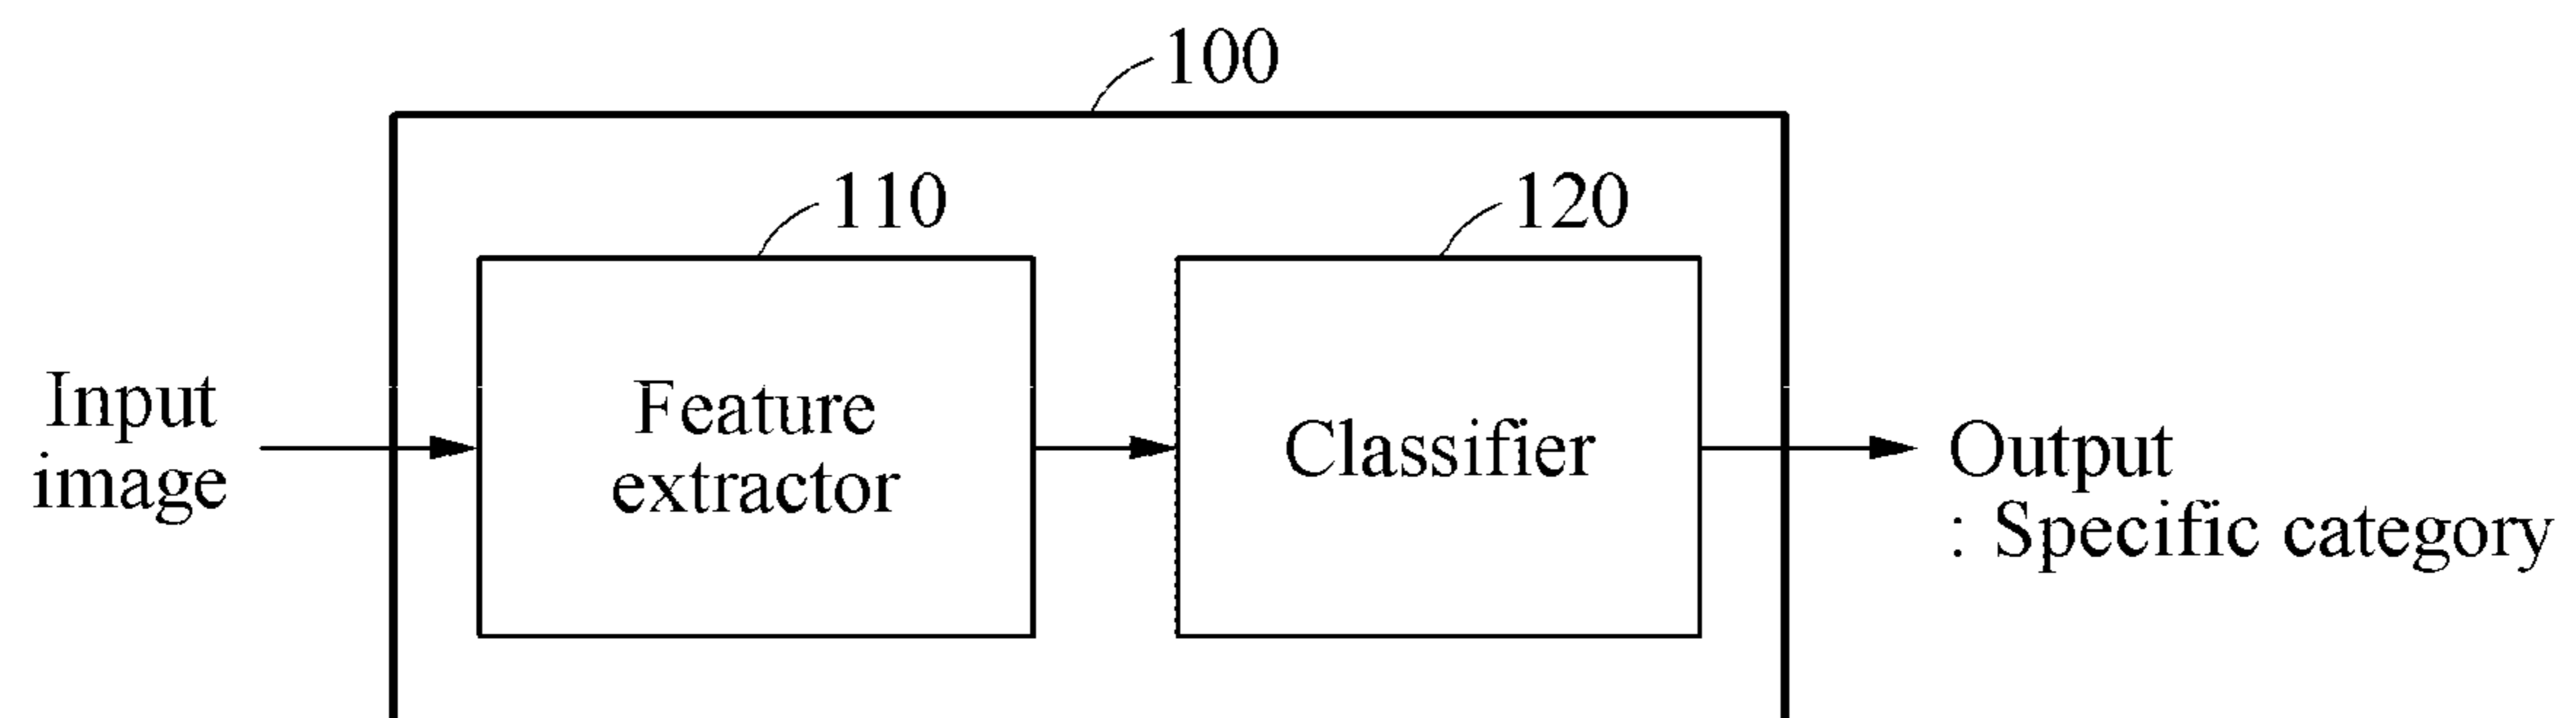 100
110
120
Input
image
Feature
extractor
Classifier
Output
: Specific category